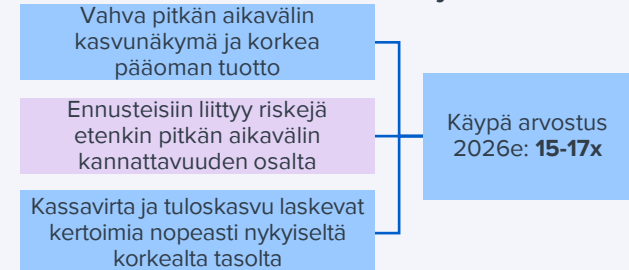 Vahva pitkän aikavälin
kasvunäkymä ja korkea
pääoman tuotto
Ennusteisiin liittyy riskejä
etenkin pitkän aikavälin
kannattavuuden osalta
Kassavirta ja tuloskasvu laskevat
kertoimia nopeasti nykyiseltä
korkealta tasolta
Käypä arvostus
2026e: 15-17x